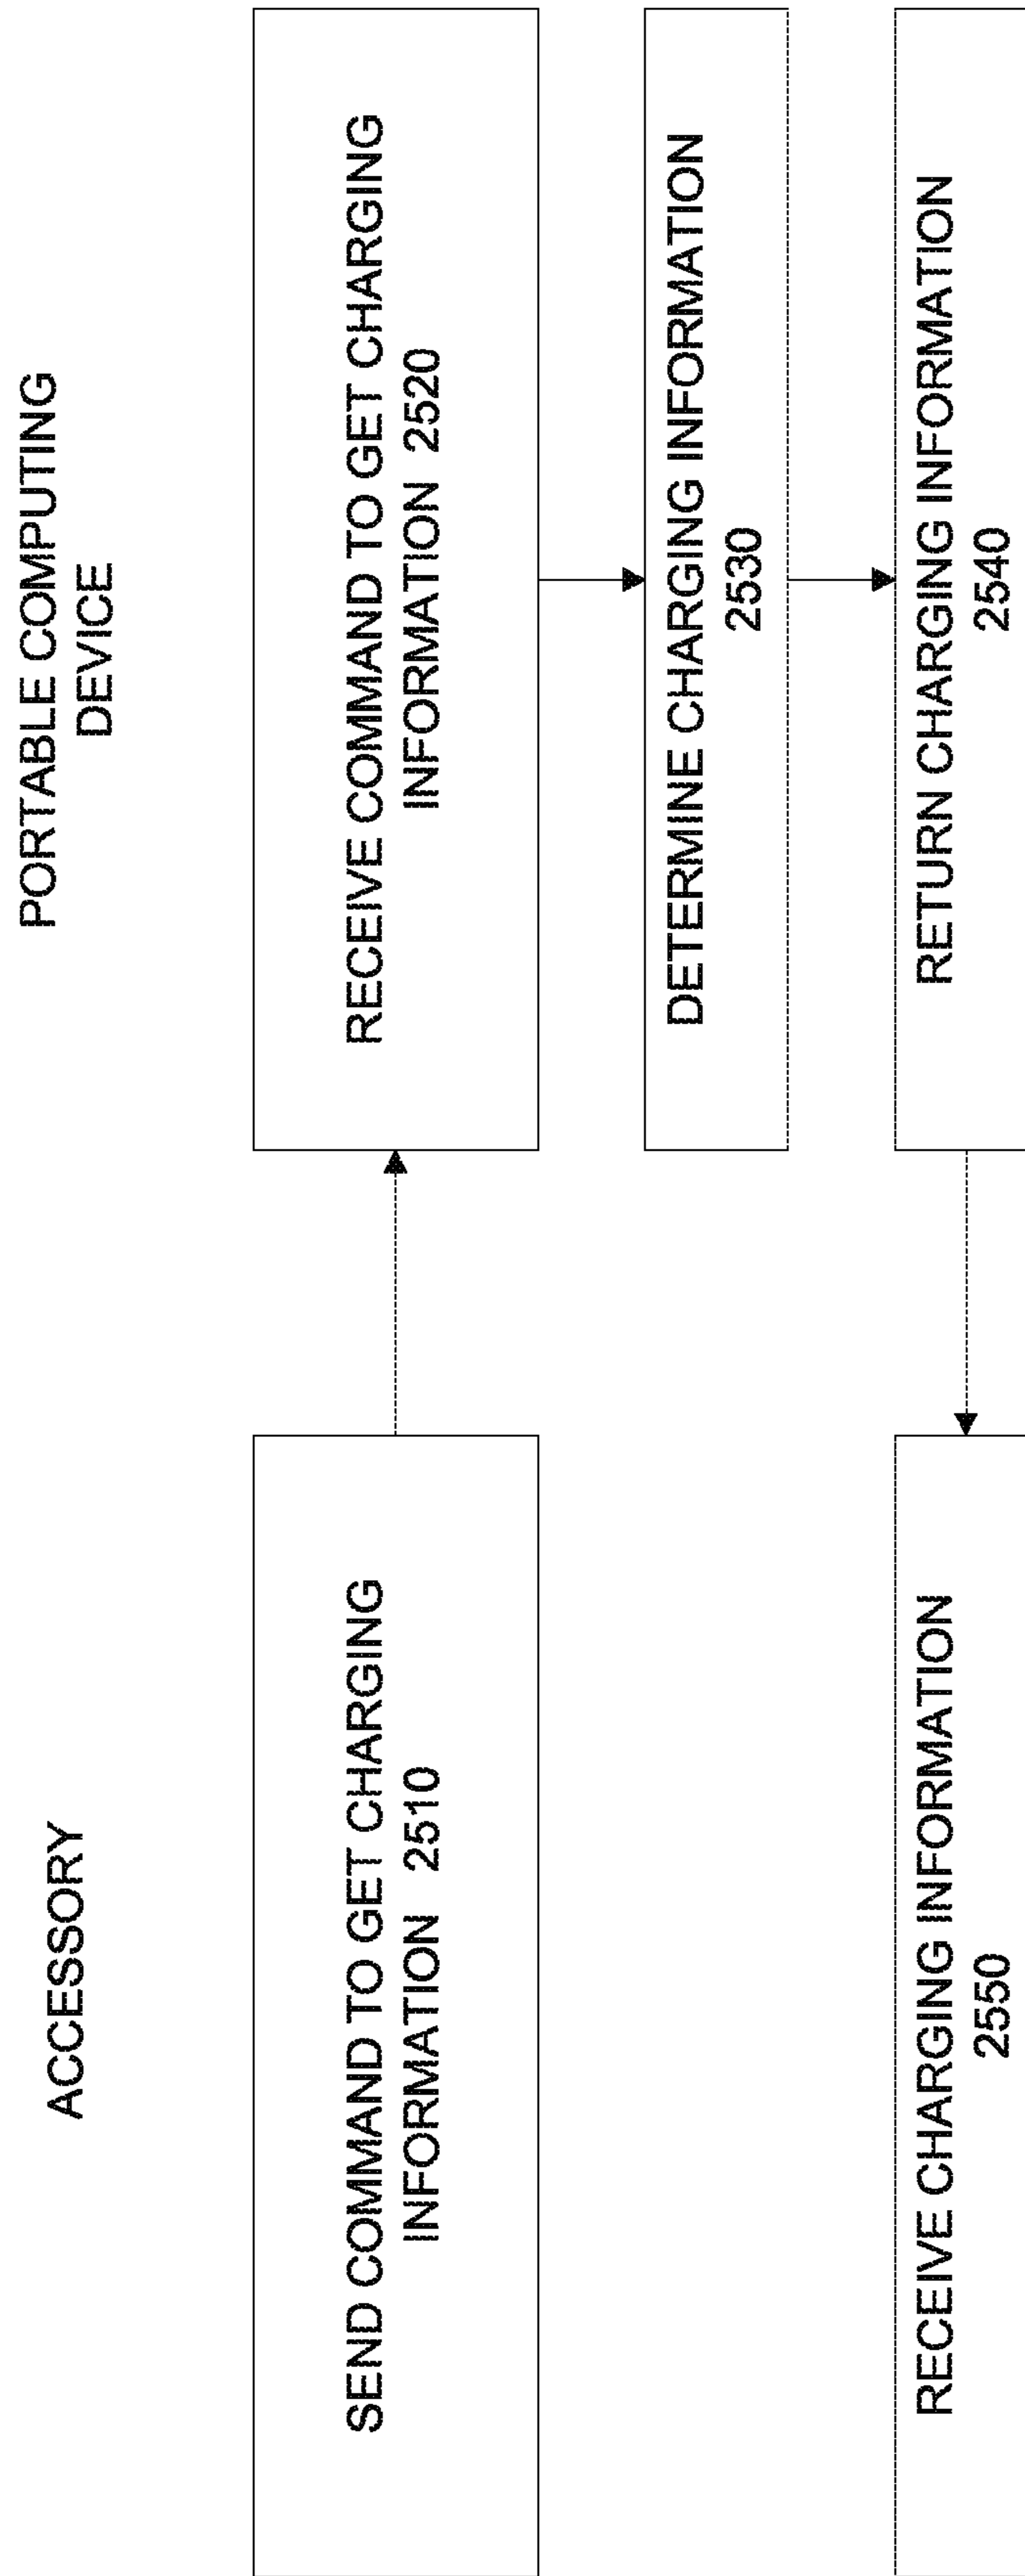 ACCESSORY
PORTABLE COMPUTING
DEVICE
SEND COMMAND TO GET CHARGING
INFORMATION 2510
RECEIVE COMMAND TO GET CHARGING
INFORMATION 2520
DETERMINE CHARGING INFORMATION
2530
RETURN CHARGING INFORMATION
2540
RECEIVE CHARGING INFORMATION
2550